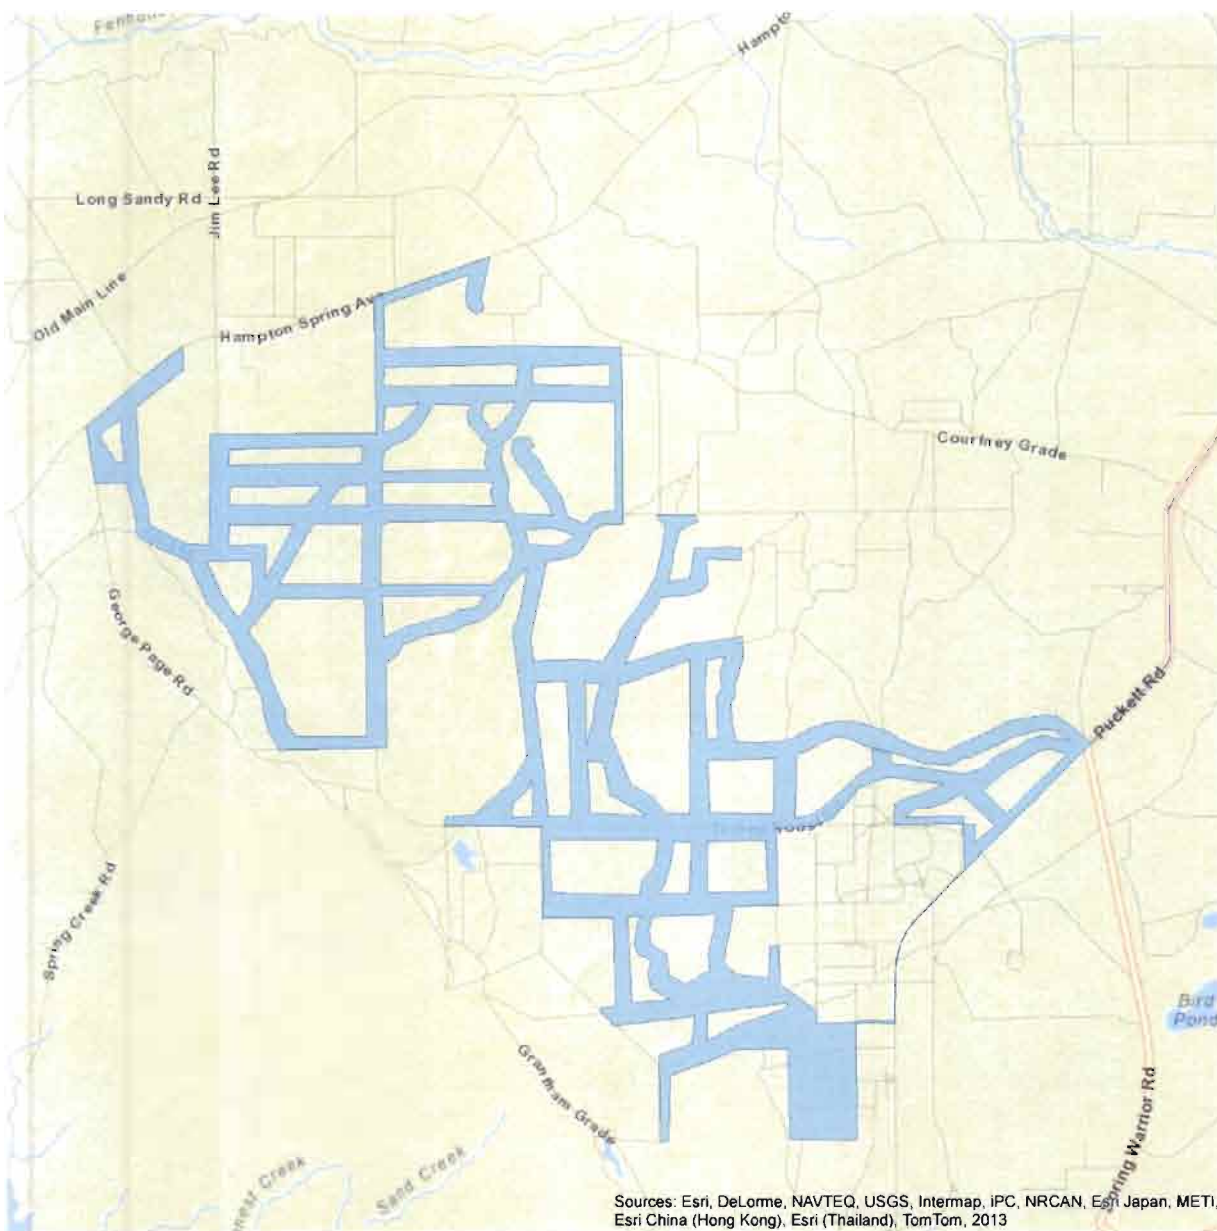 Long Sandy Rd
Jim Lee Rd
Old Main Line
Hampton Spring Ave
Courtney Grade
George Page Rd
Puckett Rd
Spring Creek Rd
Bird
Pond
Grantham Grade
Spring Warrior Rd
Sand Creek
Creek
Sources: Esri, DeLorme, NAVTEQ, USGS, Intermap, iPC, NRCAN, Esri Japan, METI,
Esri China (Hong Kong), Esri (Thailand), TomTom, 2013